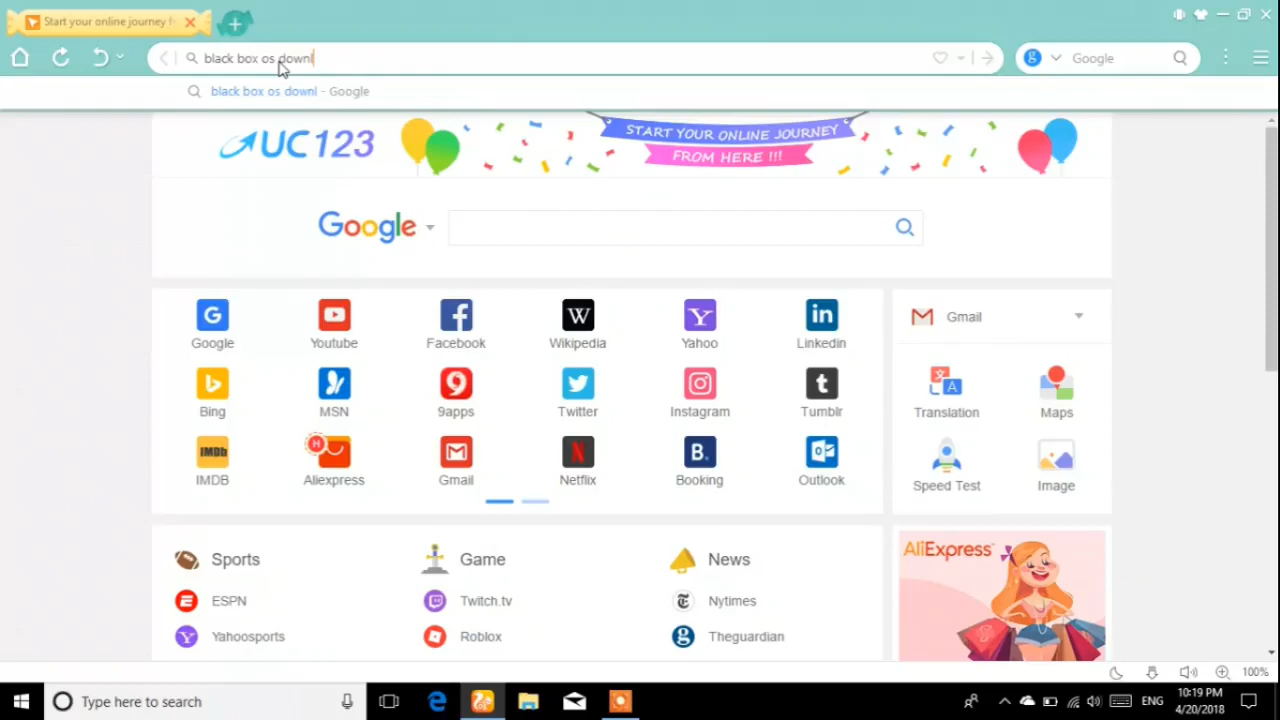 Start your online journey f
black box os downl
Google
black box os downl - Google
UC123
START YOUR ONLINE JOURNEY
FROM HERE !!!
Google
Google
Youtube
Facebook
Wikipedia
Yahoo
Linkedin
Gmail
Bing
MSN
9apps
Twitter
Instagram
Tumblr
Translation
Maps
IMDb
H
B.
IMDB
Aliexpress
Gmail
Netflix
Booking
Outlook
Speed Test
Image
Sports
Game
News
AliExpress
ESPN
Twitch.tv
Nytimes
Yahoosports
Roblox
Theguardian
100%
Type here to search
ENG
10:19 PM
4/20/2018